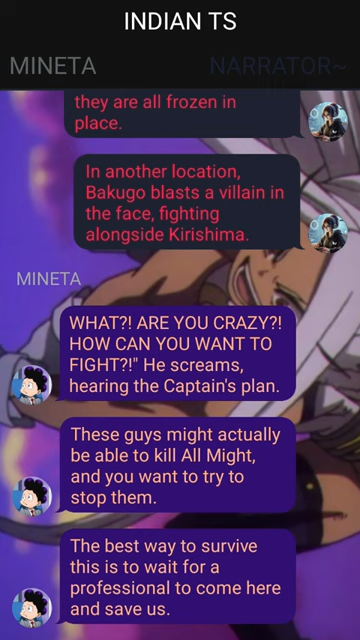 INDIAN TS
MINETA NARRATOR~
they are all frozen in
place.
In another location,
Bakugo blasts a villain in
the face, fighting
alongside Kirishima.
MINETA
WHAT?! ARE YOU CRAZY?!
HOW CAN YOU WANT TO
FIGHT?!" He screams,
hearing the Captain's plan.
These guys might actually
be able to kill All Might,
and you want to try to
stop them.
The best way to survive
this is to wait for a
professional to come here
and save us.